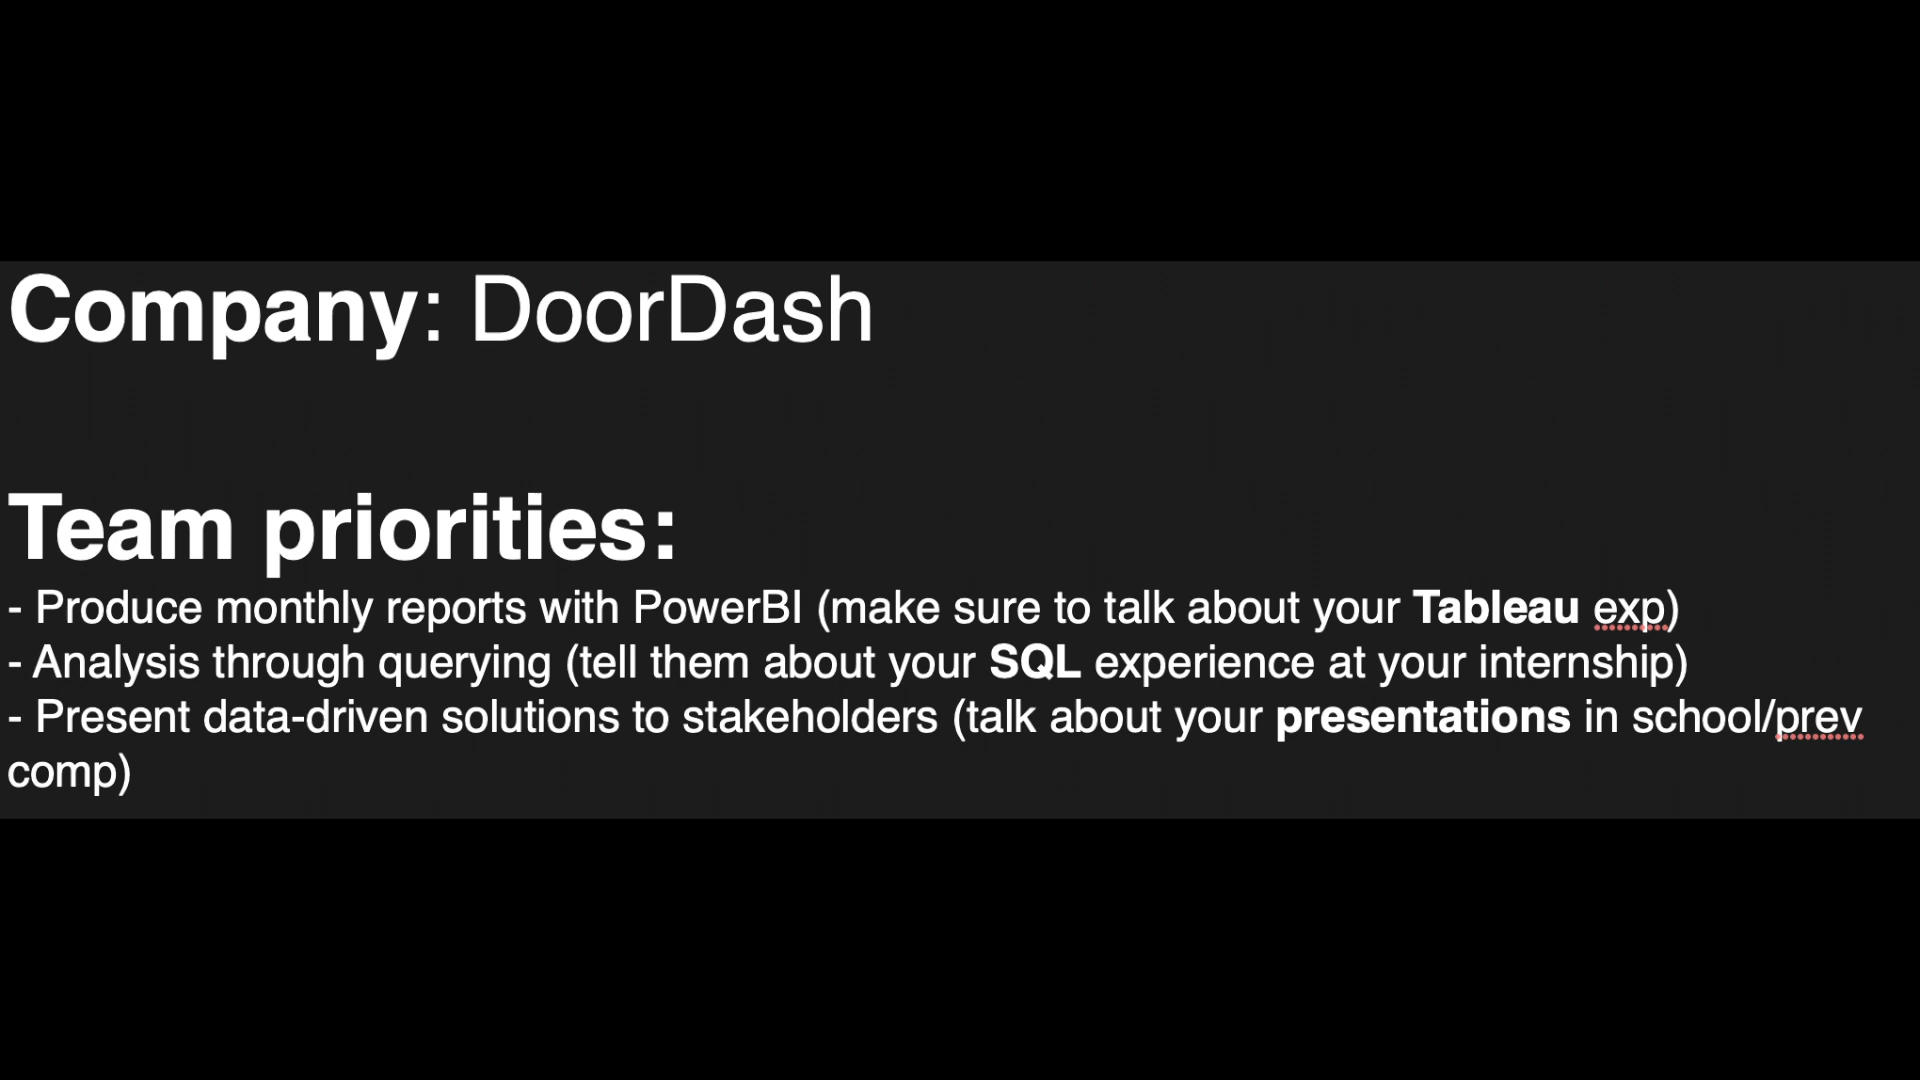 Company: DoorDash
Team priorities:
- Produce monthly reports with PowerBI (make sure to talk about your Tableau exp)
- Analysis through querying (tell them about your SQL experience at your internship)
- Present data-driven solutions to stakeholders (talk about your presentations in school/prev
comp)